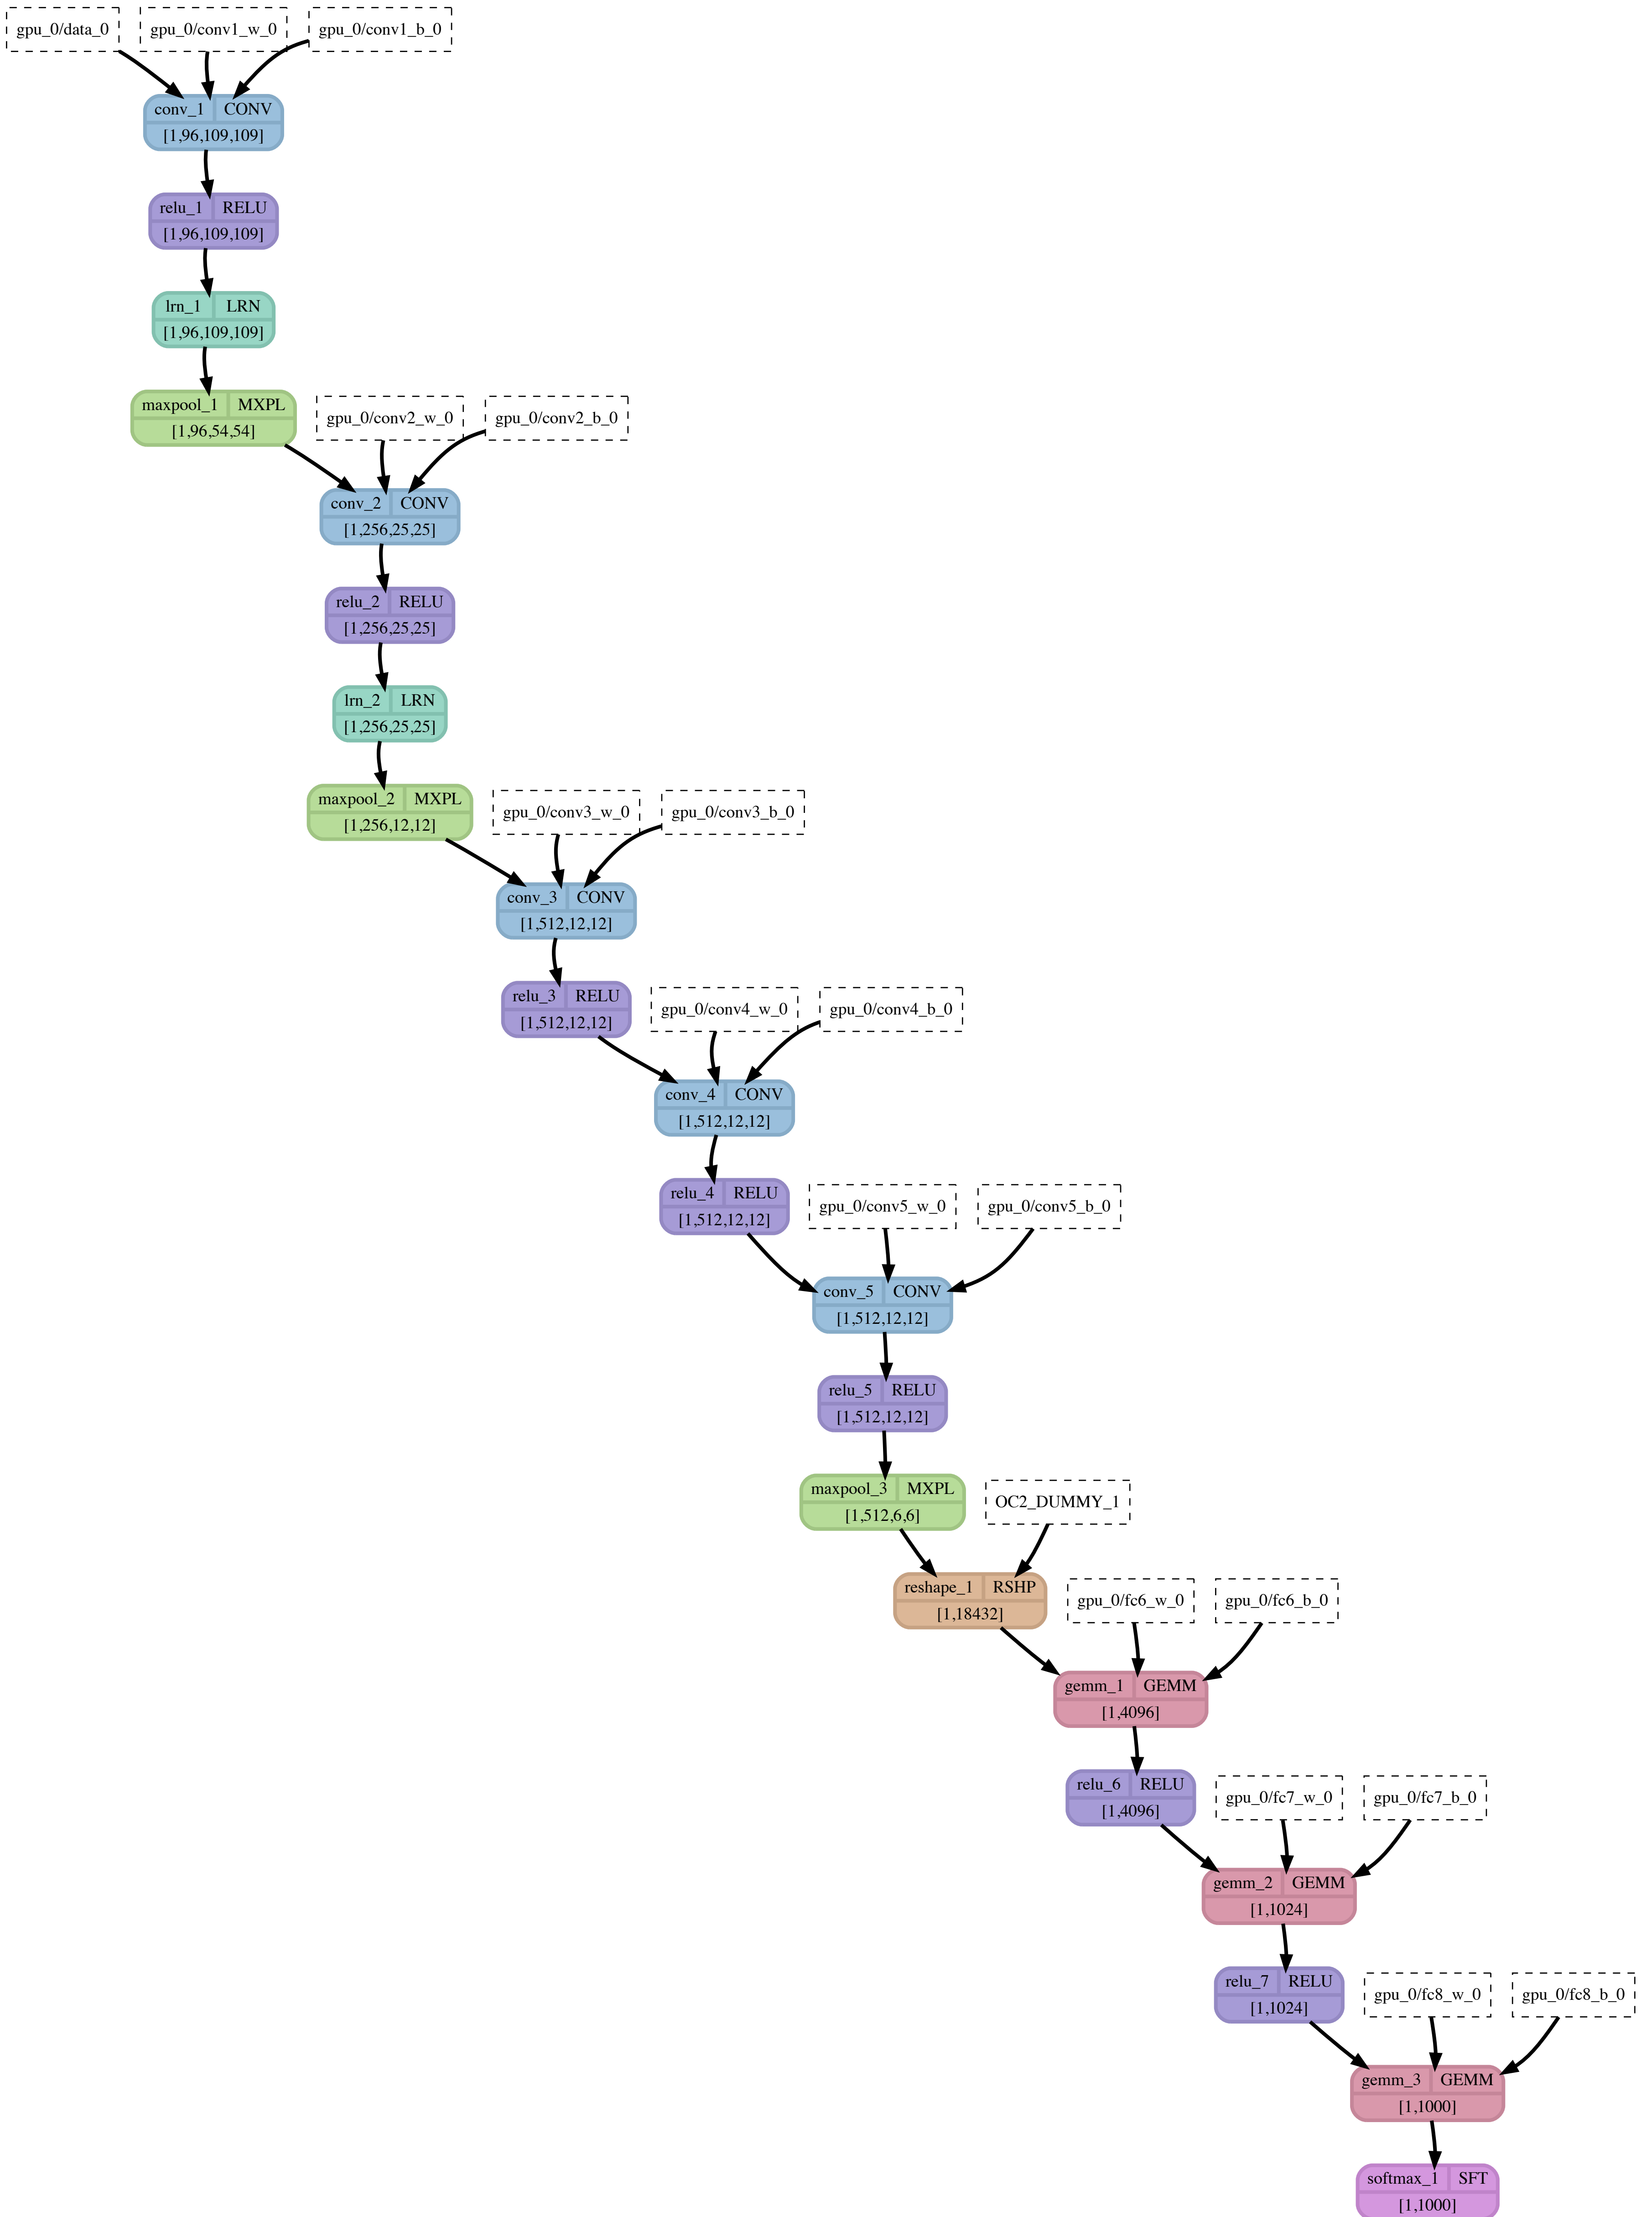 gpu_0/data_0 gpu_0/conv1_w_0 gpu_0/conv1_b_0
conv_1 CONV
[1,96,109,109]
relu_1 RELU
[1,96,109,109]
lrn_1 LRN
[1,96,109,109]
maxpool_1 MXPL
[1,96,54,54]
gpu_0/conv2_w_0 gpu_0/conv2_b_0
conv_2 CONV
[1,256,25,25]
relu_2 RELU
[1,256,25,25]
lrn_2 LRN
[1,256,25,25]
maxpool_2 MXPL
[1,256,12,12]
gpu_0/conv3_w_0 gpu_0/conv3_b_0
conv_3 CONV
[1,512,12,12]
relu_3 RELU
[1,512,12,12]
gpu_0/conv4_w_0 gpu_0/conv4_b_0
conv_4 CONV
[1,512,12,12]
relu_4 RELU
[1,512,12,12]
gpu_0/conv5_w_0 gpu_0/conv5_b_0
conv_5 CONV
[1,512,12,12]
relu_5 RELU
[1,512,12,12]
maxpool_3 MXPL
[1,512,6,6]
OC2_DUMMY_1
reshape_1 RSHP
[1,18432]
gpu_0/fc6_w_0 gpu_0/fc6_b_0
gemm_1 GEMM
[1,4096]
relu_6 RELU
[1,4096]
gpu_0/fc7_w_0 gpu_0/fc7_b_0
gemm_2 GEMM
[1,1024]
relu_7 RELU
[1,1024]
gpu_0/fc8_w_0 gpu_0/fc8_b_0
gemm_3 GEMM
[1,1000]
softmax_1 SFT
[1,1000]